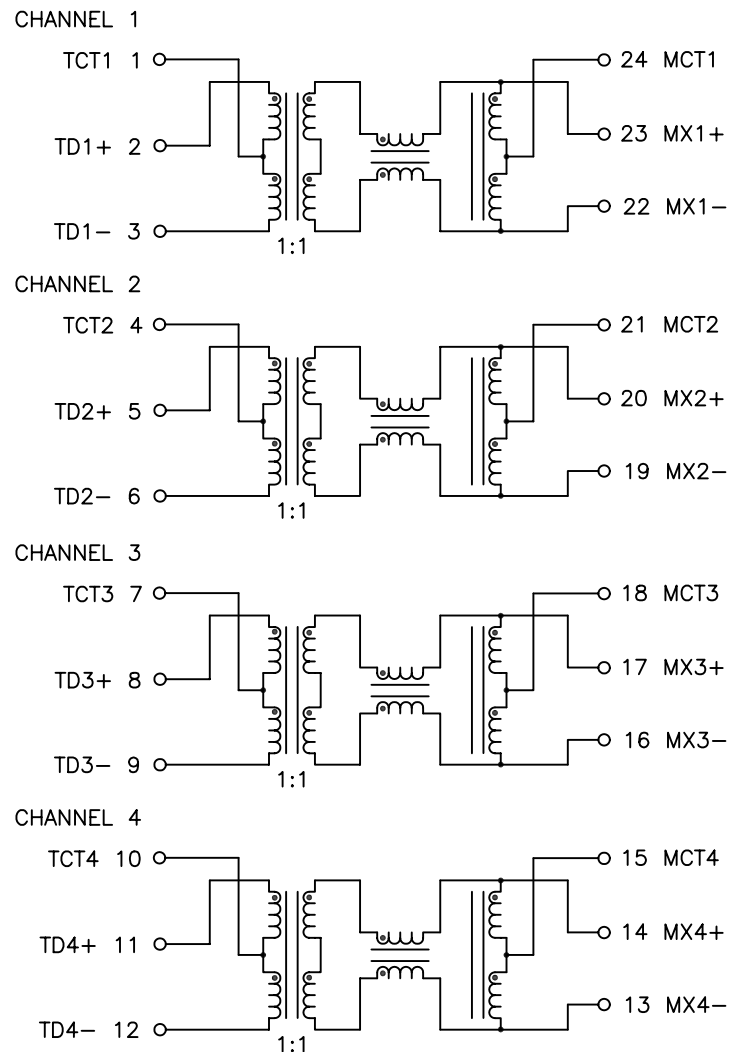 CHANNEL 1
TCT1 1 24 MCT1
TD1+ 2 23 MX1+
TD1- 3 22 MX1-
1:1
CHANNEL 2
TCT2 4 21 MCT2
TD2+ 5 20 MX2+
TD2- 6 19 MX2-
1:1
CHANNEL 3
TCT3 7 18 MCT3
TD3+ 8 17 MX3+
TD3- 9 16 MX3-
1:1
CHANNEL 4
TCT4 10 15 MCT4
TD4+ 11 14 MX4+
TD4- 12 13 MX4-
1:1